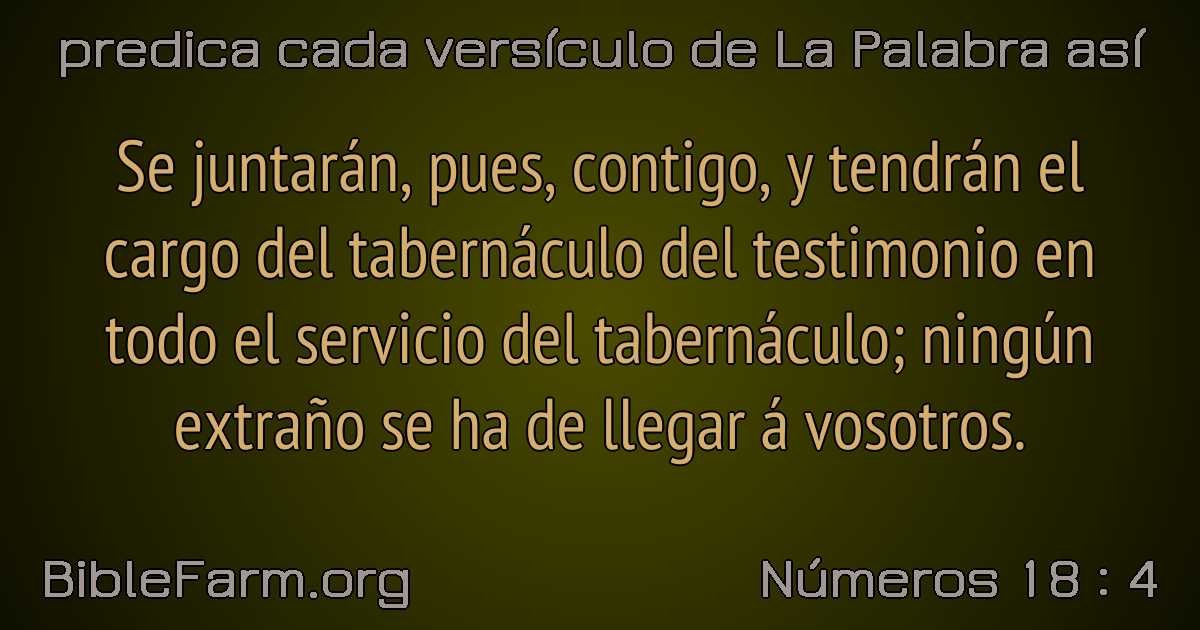 predica cada versículo de La Palabra así
Se juntarán, pues, contigo, y tendrán el
cargo del tabernáculo del testimonio en
todo el servicio del tabernáculo; ningún
extraño se ha de llegar á vosotros.
BibleFarm.org
Números 18 : 4